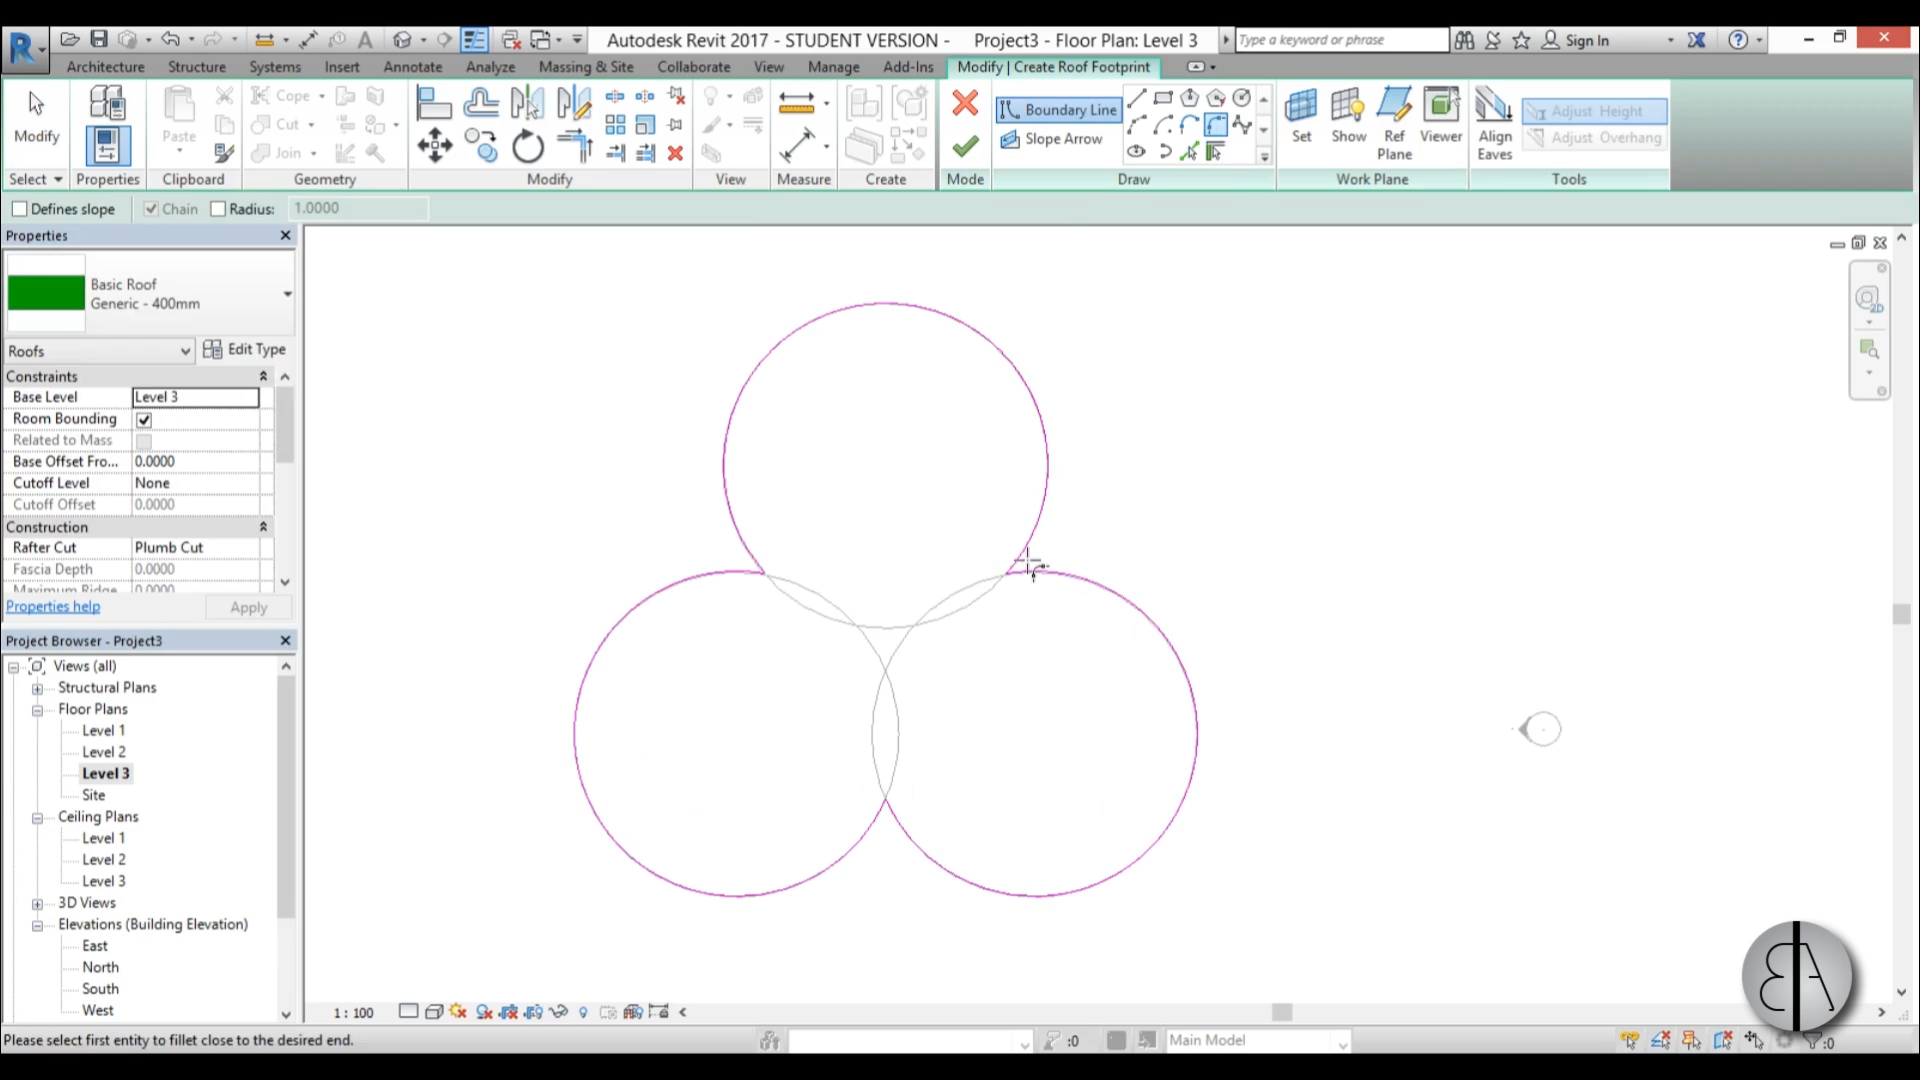 Autodesk Revit 2017 - STUDENT VERSION - Project3 - Floor Plan: Level 3
Type a keyword or phrase
Sign In
Architecture Structure Systems Insert Annotate Analyze Massing & Site Collaborate View Manage Add-Ins Modify | Create Roof Footprint
Modify
Paste
Cope
Cut
Join
Boundary Line
Slope Arrow
Set Show Ref Plane Viewer
Align Eaves
Adjust Height
Adjust Overhang
Select Properties Clipboard Geometry Modify View Measure Create Mode Draw Work Plane Tools
Defines slope Chain Radius: 1.0000
Properties
Basic Roof
Generic - 400mm
Roofs Edit Type
Constraints
Base Level Level 3
Room Bounding
Related to Mass
Base Offset Fro... 0.0000
Cutoff Level None
Cutoff Offset 0.0000
Construction
Rafter Cut Plumb Cut
Fascia Depth 0.0000
Maximum Ridge 0.0000
Properties help Apply
Project Browser - Project3
Views (all)
Structural Plans
Floor Plans
Level 1
Level 2
Level 3
Site
Ceiling Plans
Level 1
Level 2
Level 3
3D Views
Elevations (Building Elevation)
East
North
South
West
2D
1 : 100
Please select first entity to fillet close to the desired end.
:0
Main Model
:0